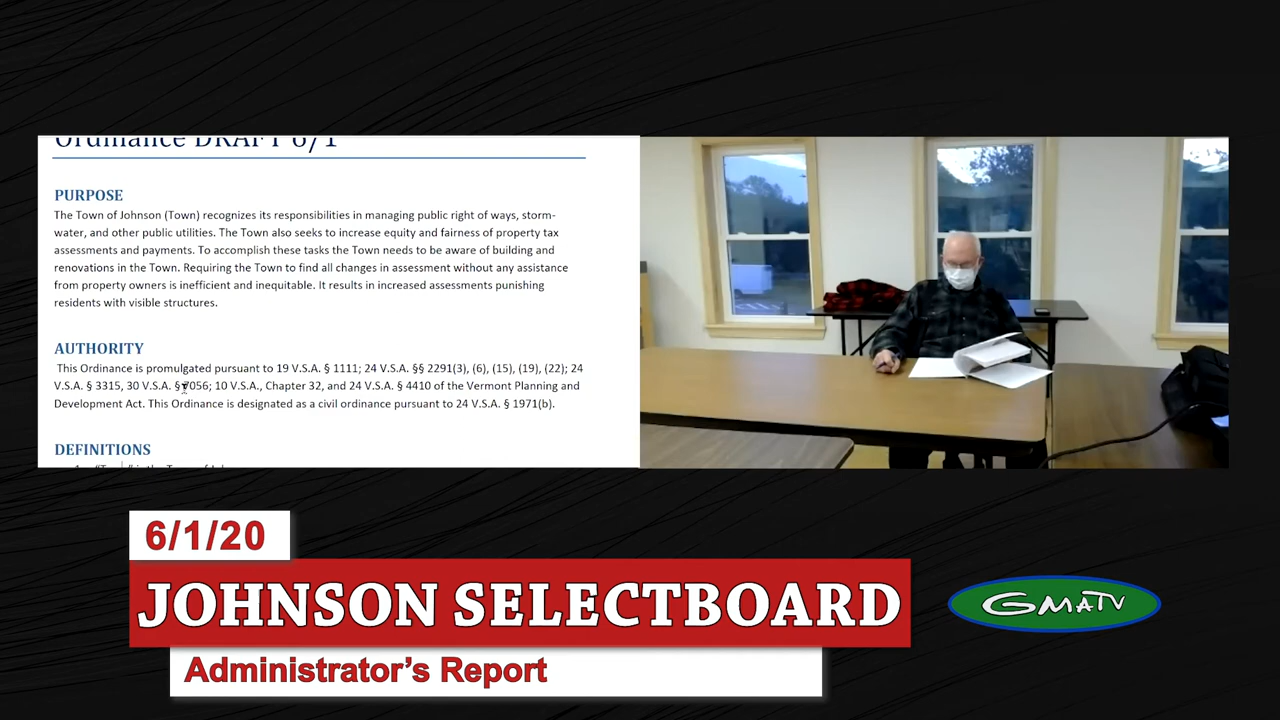 Ordinance DRAFT 6/1
PURPOSE
The Town of Johnson (Town) recognizes its responsibilities in managing public right of ways, storm-
water, and other public utilities. The Town also seeks to increase equity and fairness of property tax
assessments and payments. To accomplish these tasks the Town needs to be aware of building and
renovations in the Town. Requiring the Town to find all changes in assessment without any assistance
from property owners is inefficient and inequitable. It results in increased assessments punishing
residents with visible structures.
AUTHORITY
This Ordinance is promulgated pursuant to 19 V.S.A. § 1111; 24 V.S.A. §§ 2291(3), (6), (15), (19), (22); 24
V.S.A. § 3315, 30 V.S.A. § 7056; 10 V.S.A., Chapter 32, and 24 V.S.A. § 4410 of the Vermont Planning and
Development Act. This Ordinance is designated as a civil ordinance pursuant to 24 V.S.A. § 1971(b).
DEFINITIONS
6/1/20
JOHNSON SELECTBOARD
GMATV
Administrator's Report